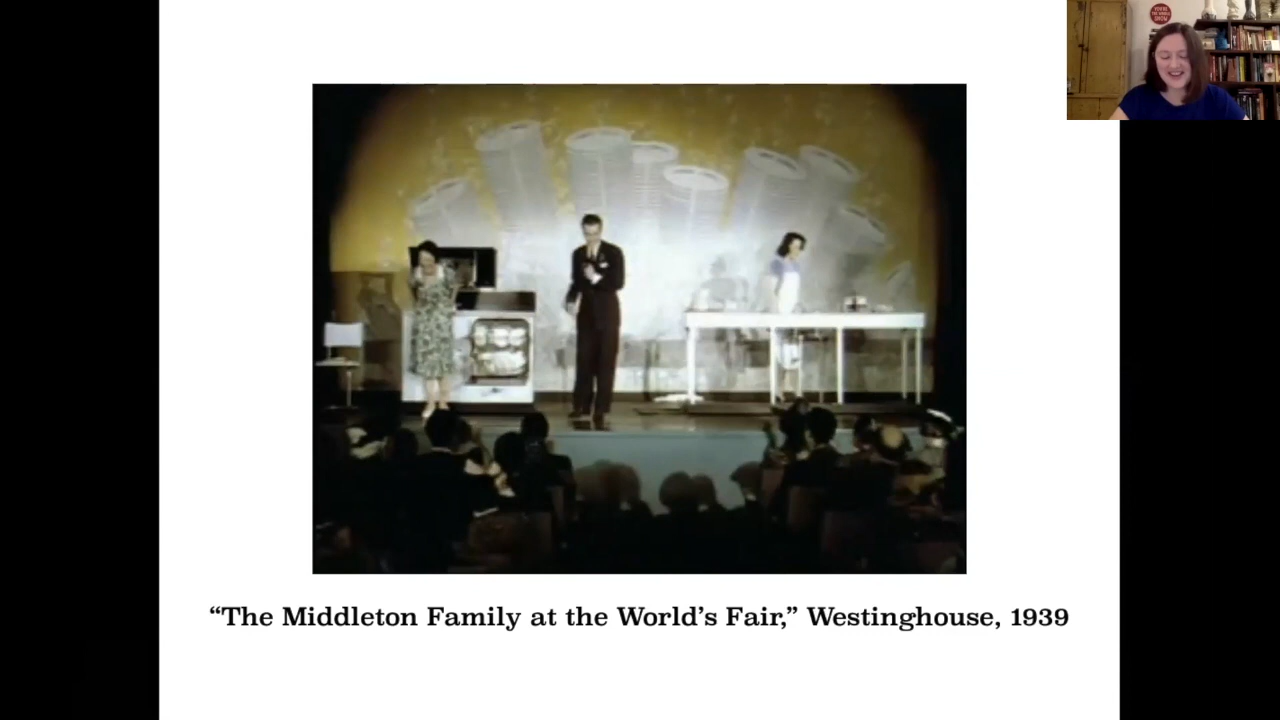 “The Middleton Family at the World’s Fair,” Westinghouse, 1939